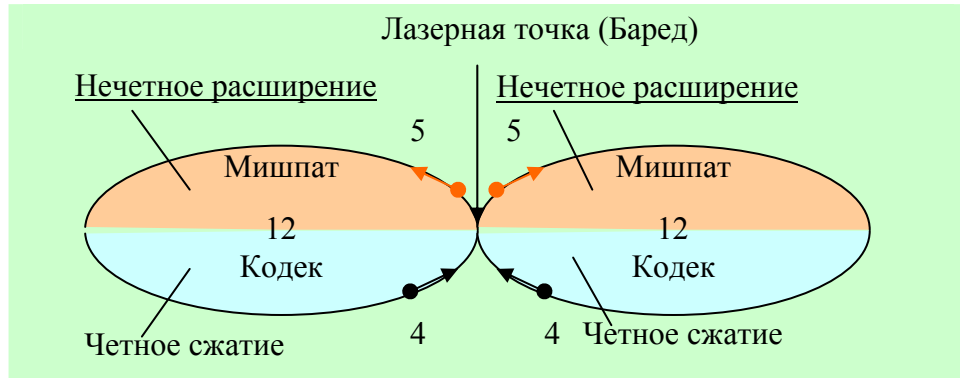 Лазерная точка (Баред)
Нечетное расширение
Нечетное расширение
5
5
Мишпат
Мишпат
12
12
Кодек
Кодек
Четное сжатие
4
4
Четное сжатие